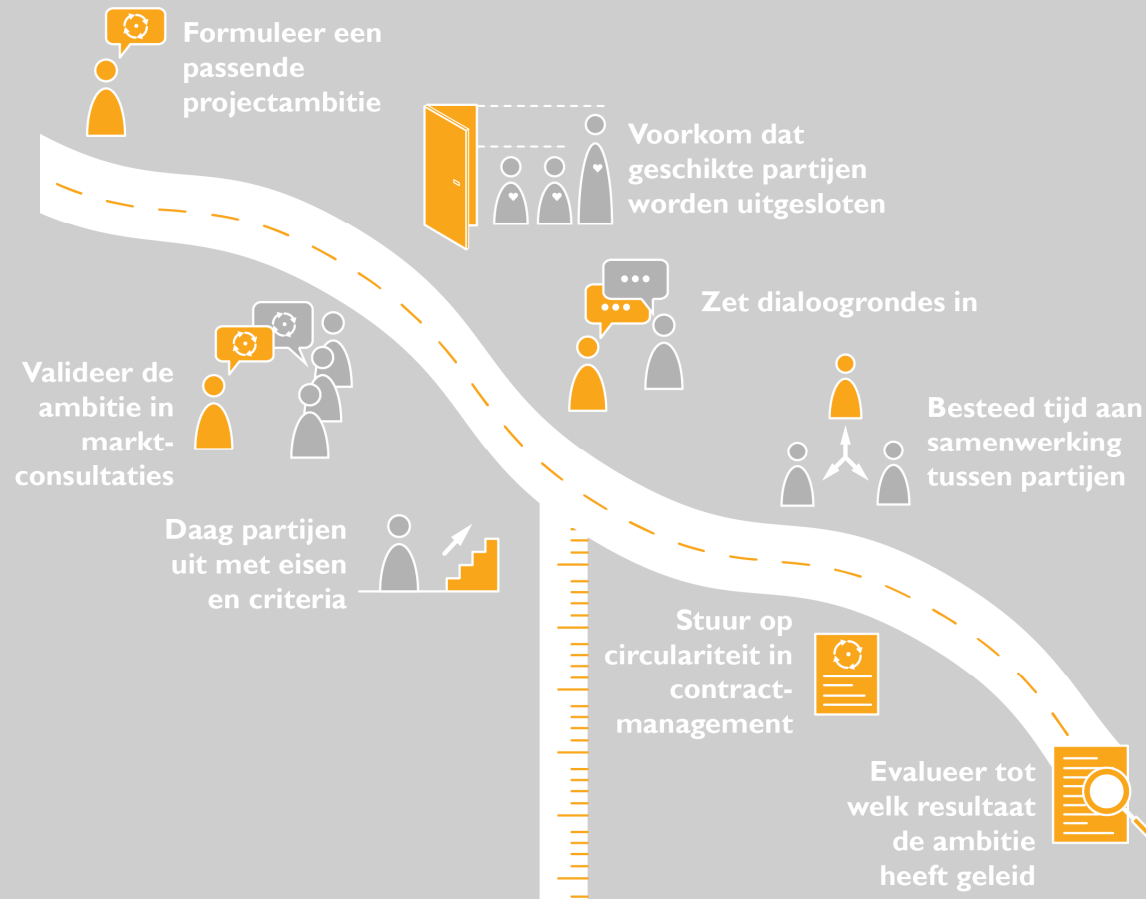 Formuleer een
passende
projectambitie
Voorkom dat
geschikte partijen
worden uitgesloten
Valideer de
ambitie in
markt-
consultaties
Zet dialoogrondes in
Daag partijen
uit met eisen
en criteria
Besteed tijd aan
samenwerking
tussen partijen
Stuur op
circulariteit in
contract-
management
Evalueer tot
welk resultaat
de ambitie
heeft geleid